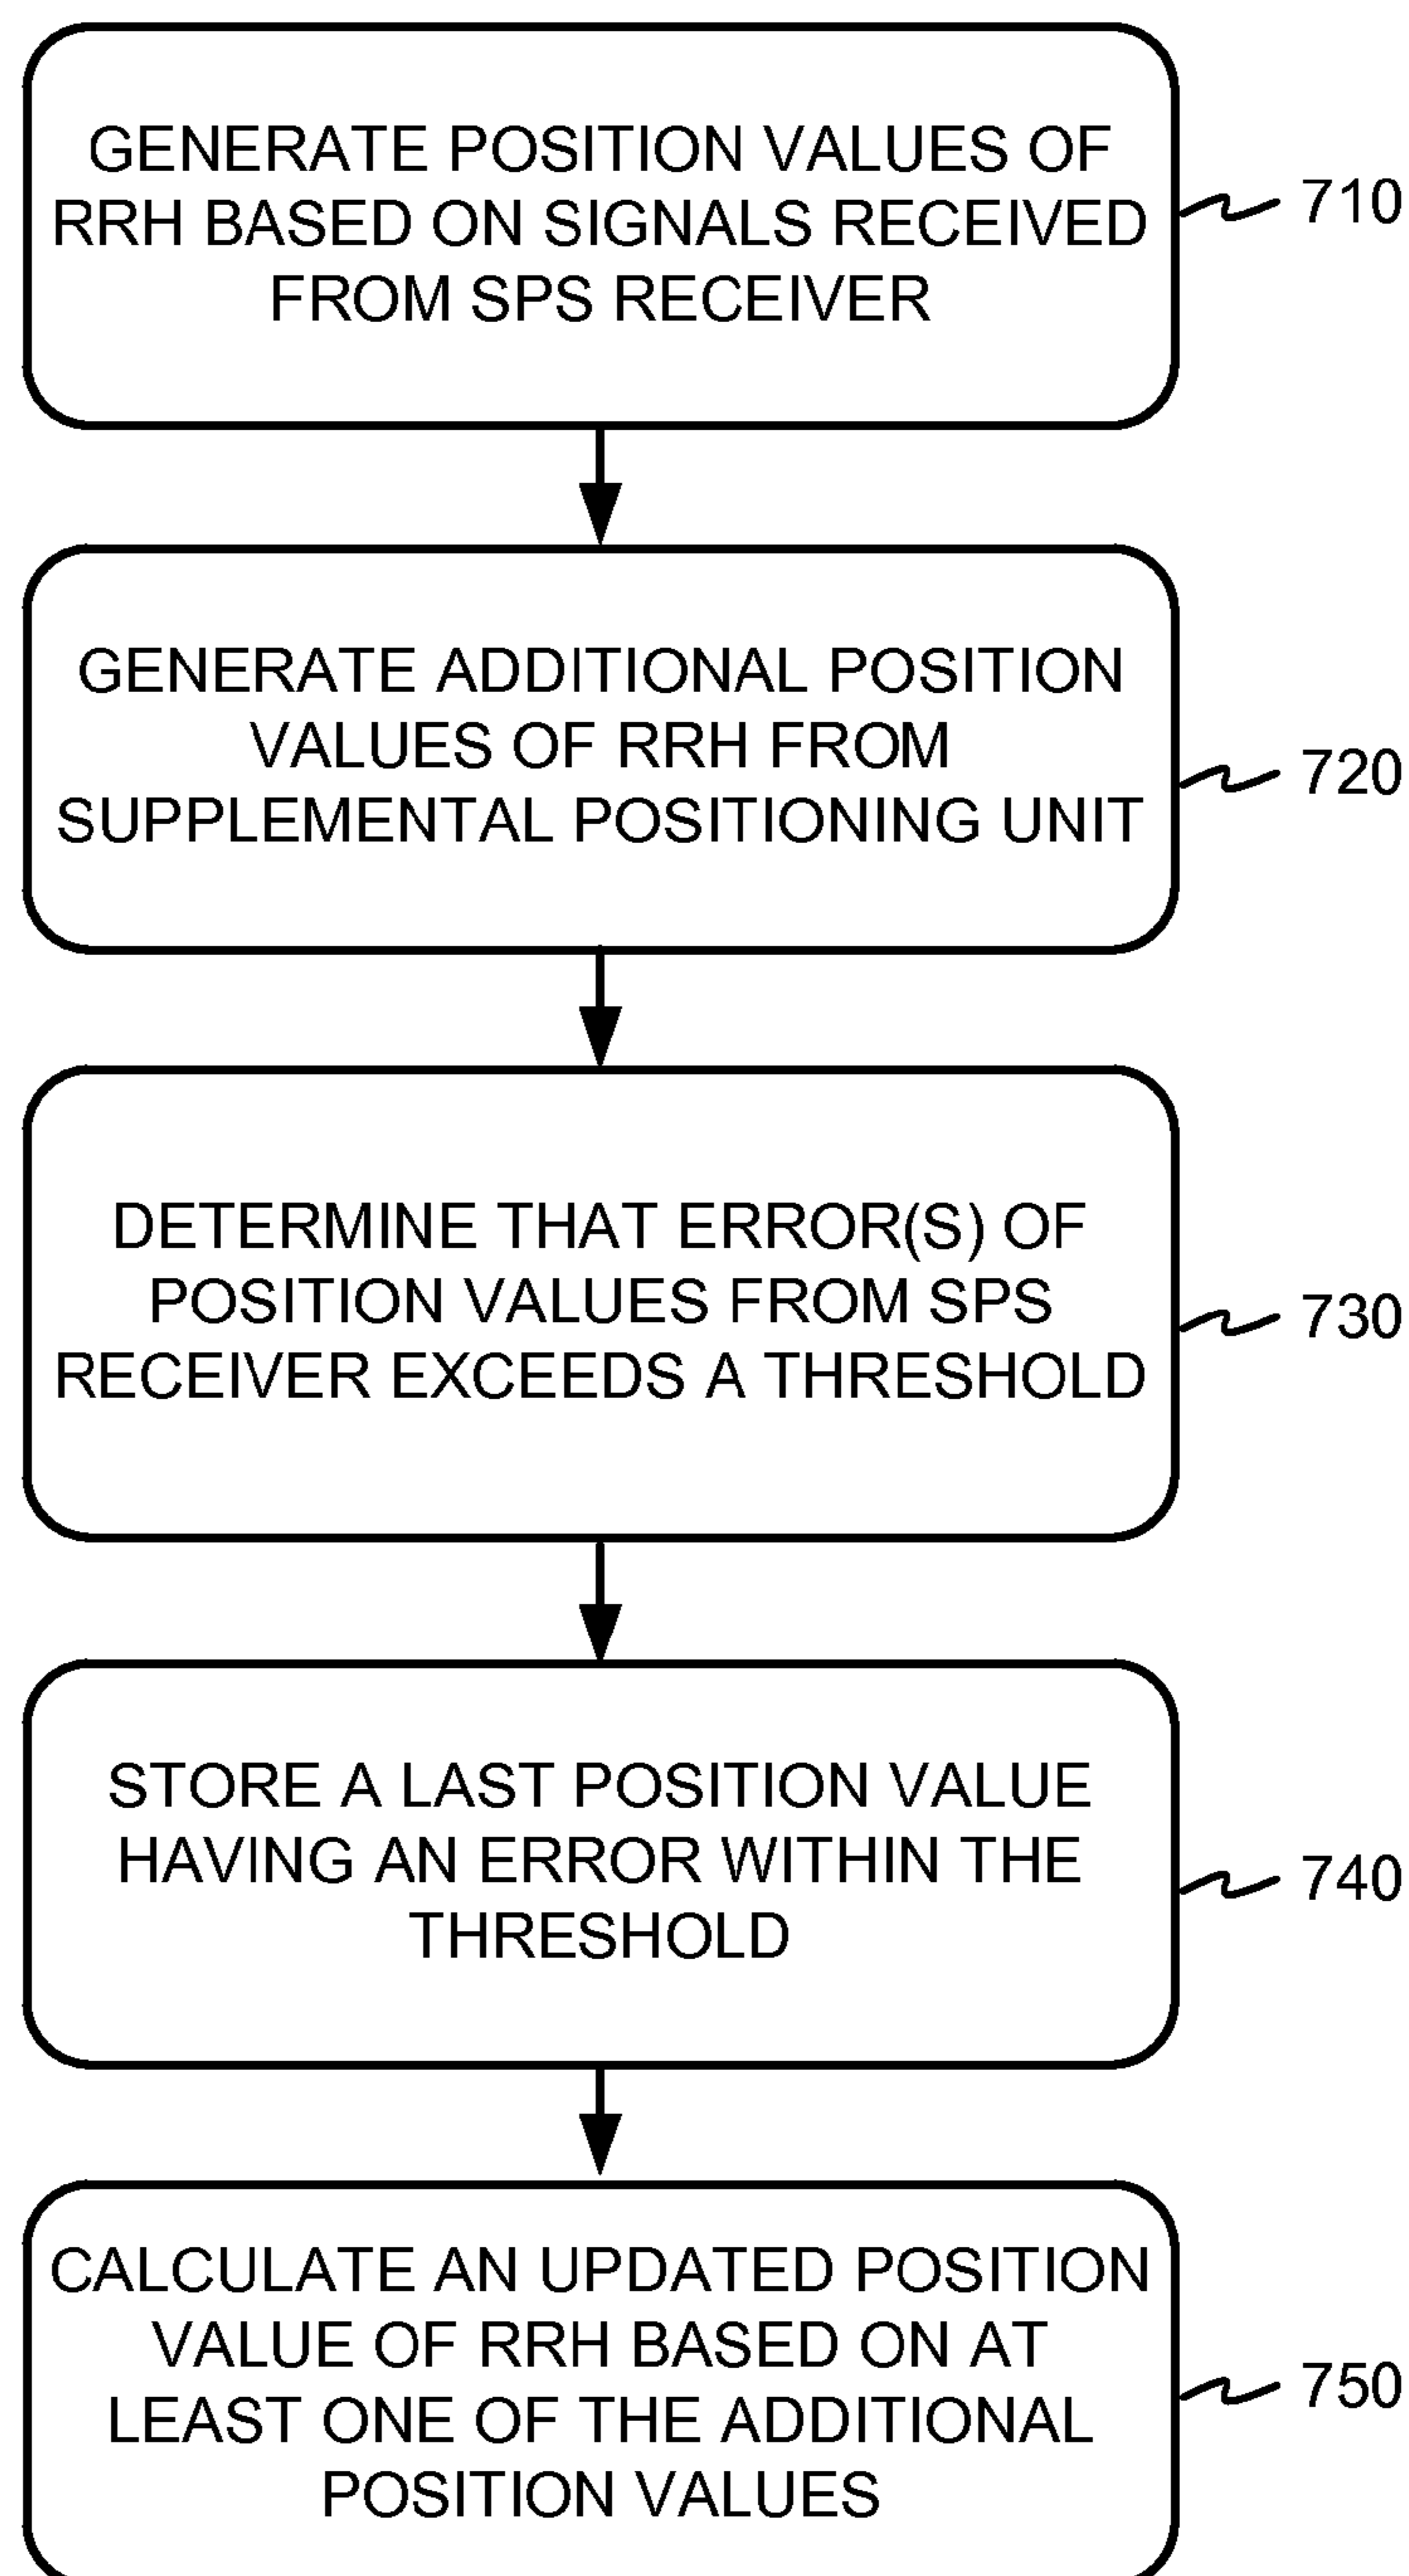 GENERATE POSITION VALUES OF
RRH BASED ON SIGNALS RECEIVED
FROM SPS RECEIVER
710
GENERATE ADDITIONAL POSITION
VALUES OF RRH FROM
SUPPLEMENTAL POSITIONING UNIT
720
DETERMINE THAT ERROR(S) OF
POSITION VALUES FROM SPS
RECEIVER EXCEEDS A THRESHOLD
730
STORE A LAST POSITION VALUE
HAVING AN ERROR WITHIN THE
THRESHOLD
740
CALCULATE AN UPDATED POSITION
VALUE OF RRH BASED ON AT
LEAST ONE OF THE ADDITIONAL
POSITION VALUES
750